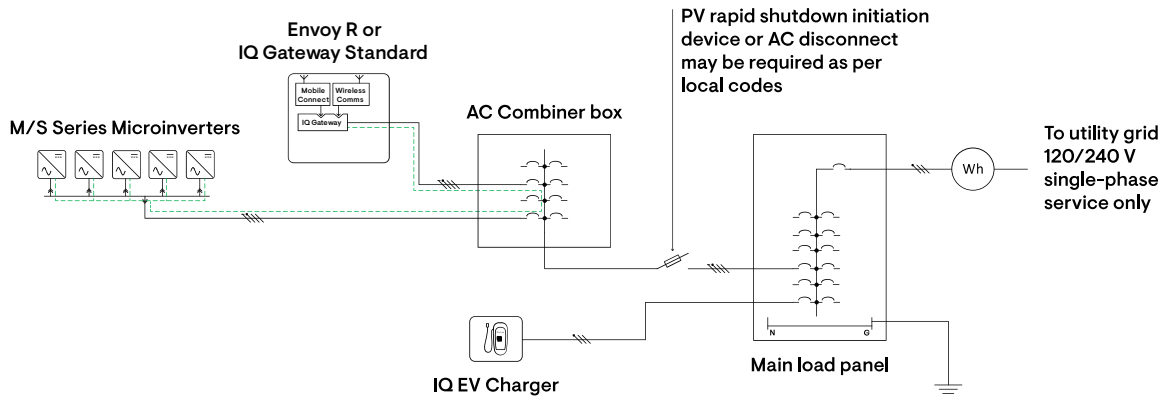 PV rapid shutdown initiation
device or AC disconnect
may be required as per
local codes
Envoy R or
IQ Gateway Standard
Mobile
Connect
Wireless
Comms
IQ Gateway
AC Combiner box
M/S Series Microinverters
To utility grid
120/240 V
single-phase
service only
Wh
N
G
Main load panel
IQ EV Charger